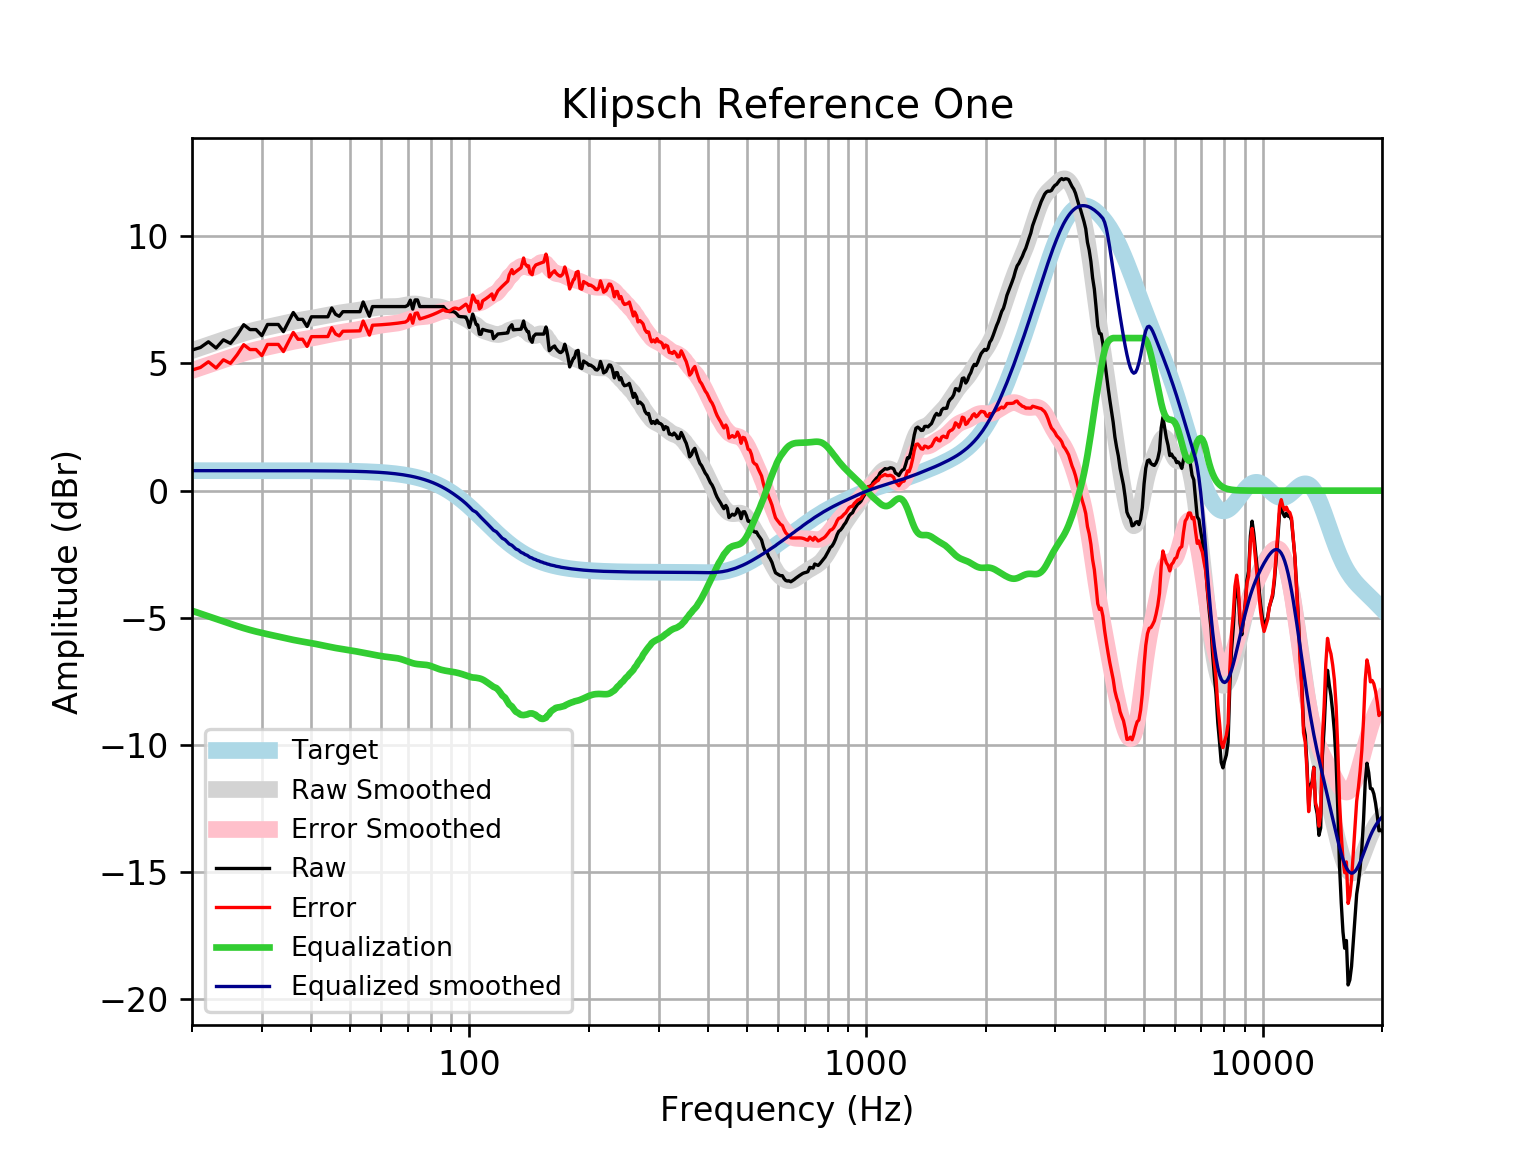 Klipsch Reference One
Amplitude (dBr)
10
5
0
−5
−10
−15
−20
Target
Raw Smoothed
Error Smoothed
Raw
Error
Equalization
Equalized smoothed
100 1000 10000
Frequency (Hz)